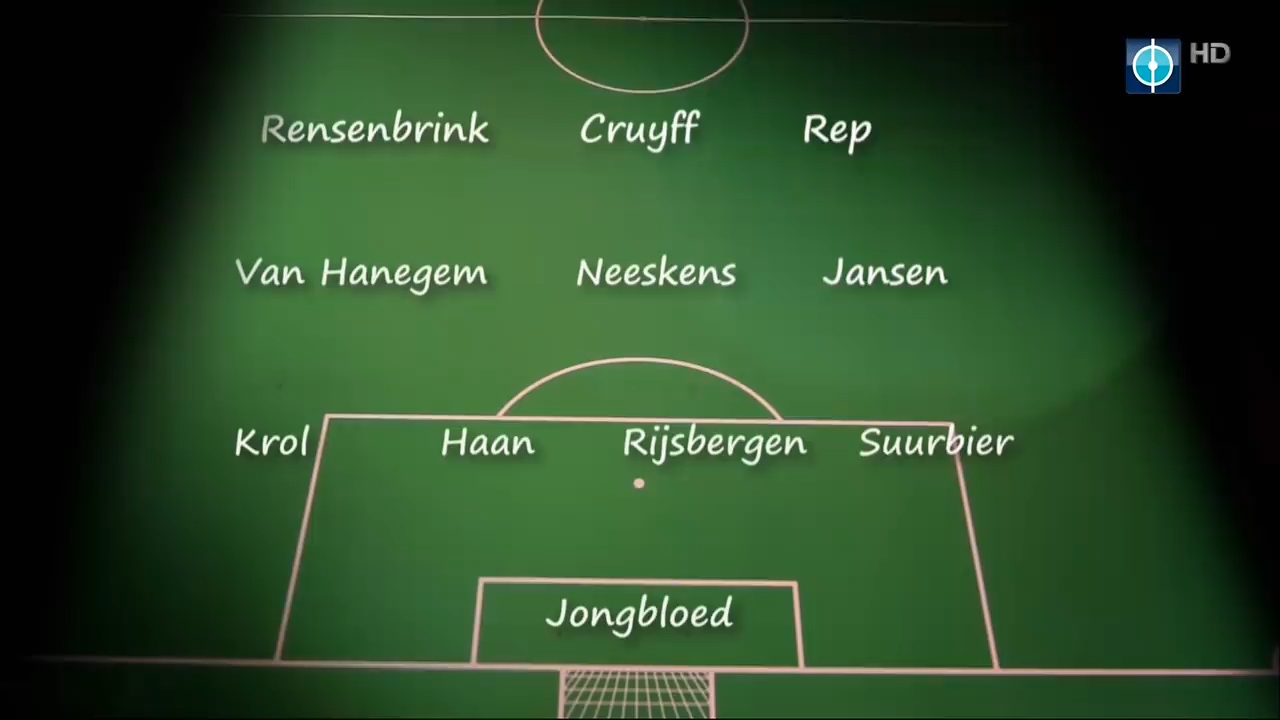 HD
Rensenbrink Cruyff Rep
Van Hanegem Neeskens Jansen
Krol Haan Rijsbergen Suurbier
Jongbloed